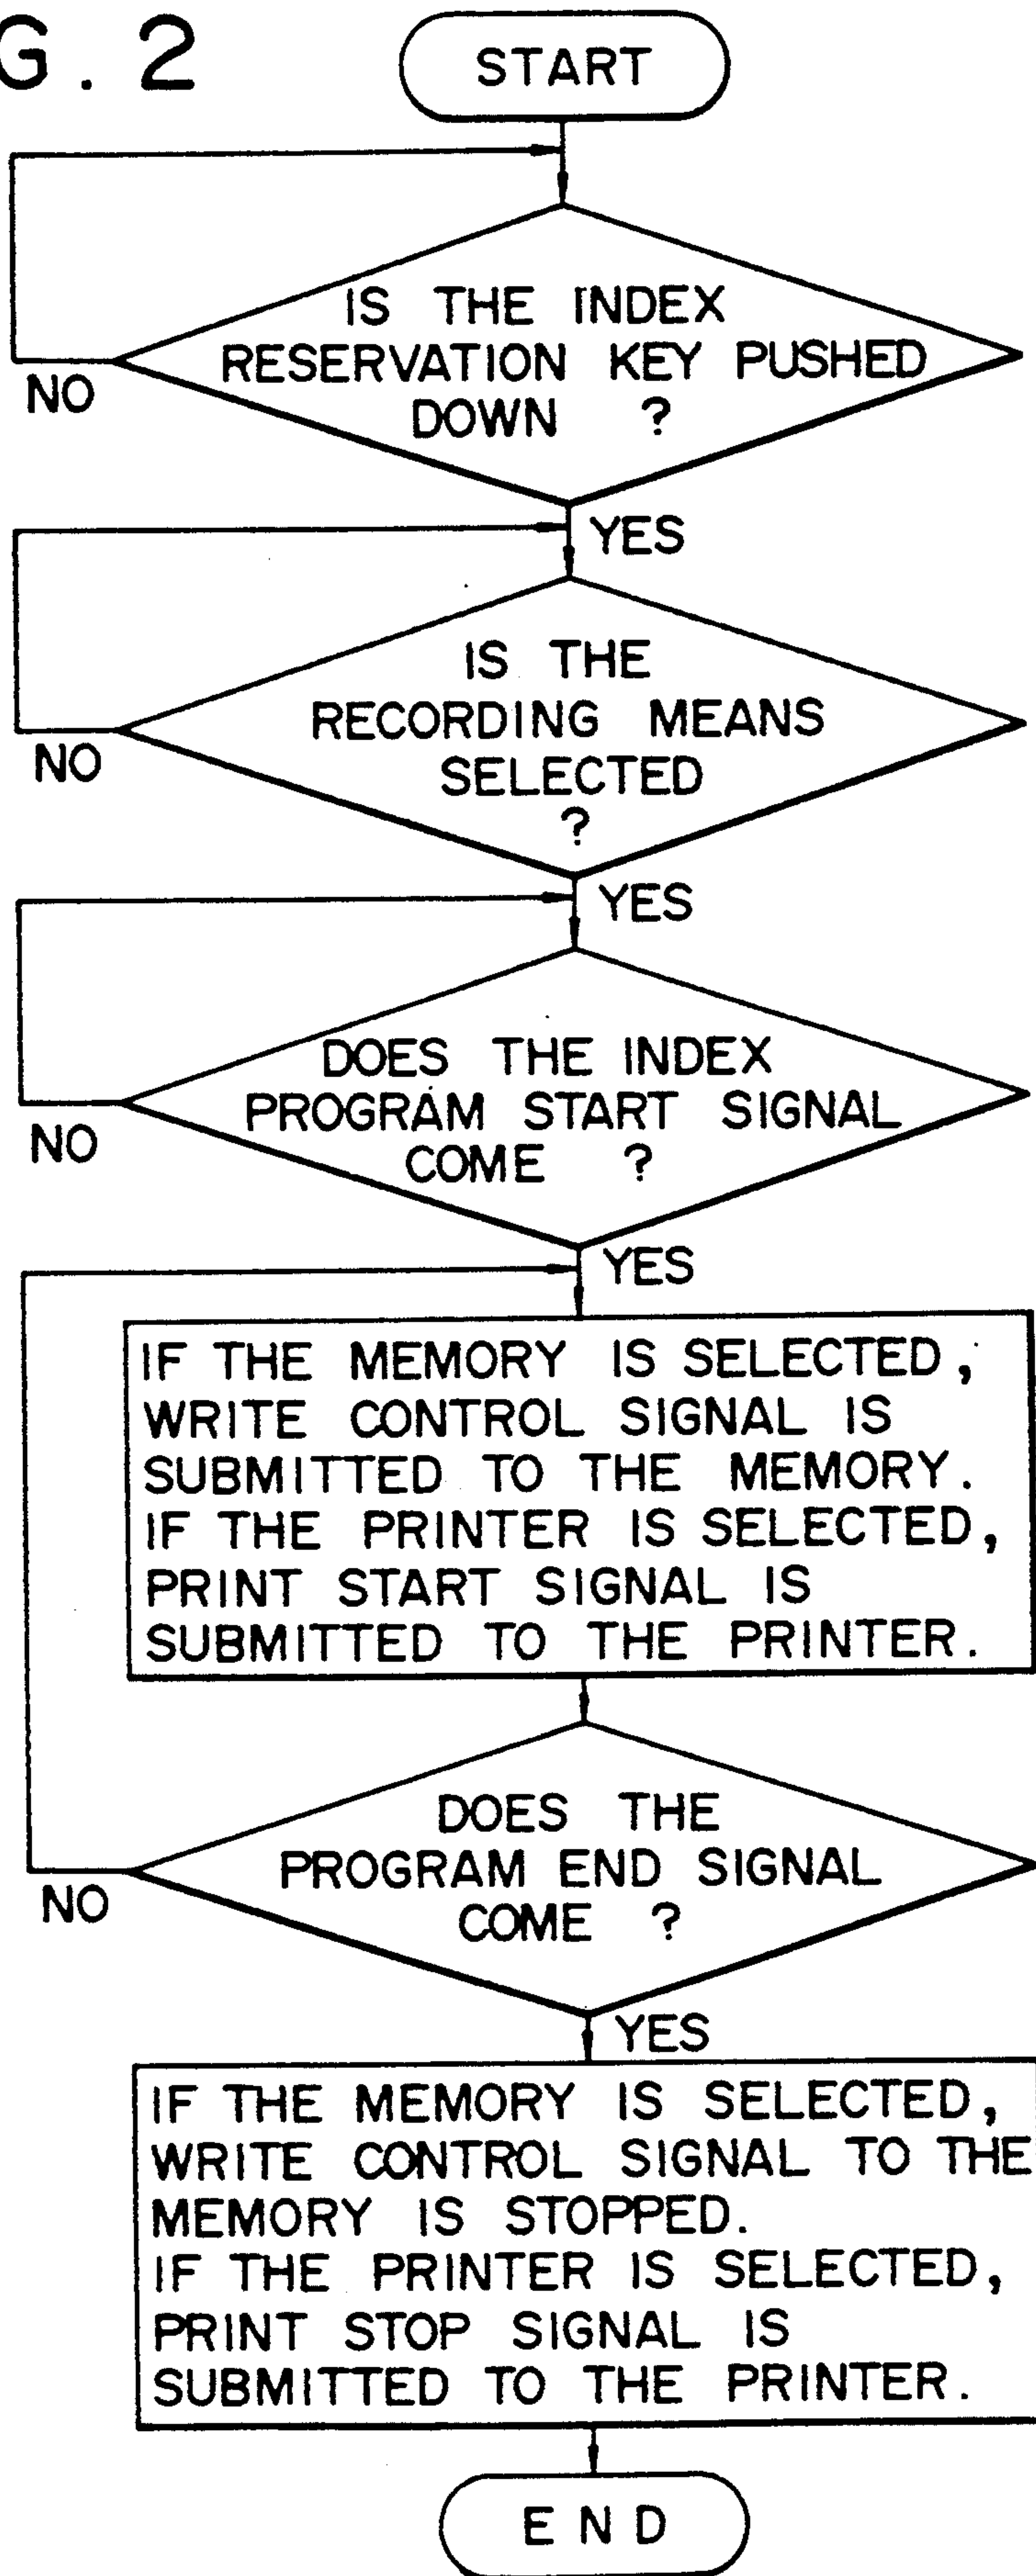 G. 2
START
IS THE INDEX
RESERVATION KEY PUSHED
DOWN ?
NO
YES
IS THE
RECORDING MEANS
SELECTED
?
NO
YES
DOES THE INDEX
PROGRAM START SIGNAL
COME ?
NO
YES
IF THE MEMORY IS SELECTED,
WRITE CONTROL SIGNAL IS
SUBMITTED TO THE MEMORY.
IF THE PRINTER IS SELECTED,
PRINT START SIGNAL IS
SUBMITTED TO THE PRINTER.
DOES THE
PROGRAM END SIGNAL
COME ?
NO
YES
IF THE MEMORY IS SELECTED,
WRITE CONTROL SIGNAL TO THE
MEMORY IS STOPPED.
IF THE PRINTER IS SELECTED,
PRINT STOP SIGNAL IS
SUBMITTED TO THE PRINTER.
END